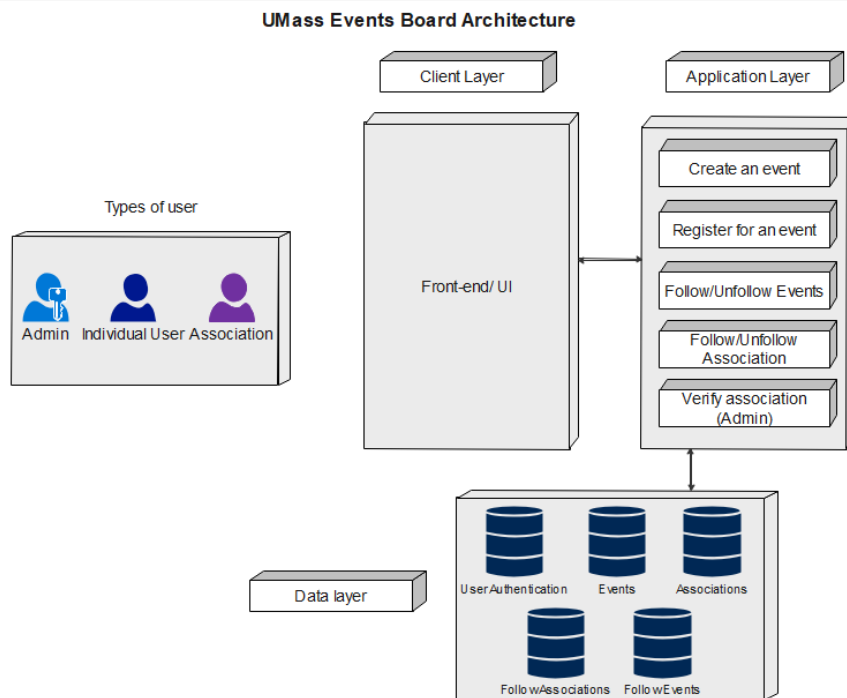 UMass Events Board Architecture
Client Layer
Application Layer
Create an event
Types of user
Register for an event
Front-end/ UI
Follow/Unfollow Events
Admin
Individual User
Association
Follow/Unfollow
Association
Verify association
(Admin)
UserAuthentication
Events
Associations
Data layer
FollowAssociations
FollowEvents